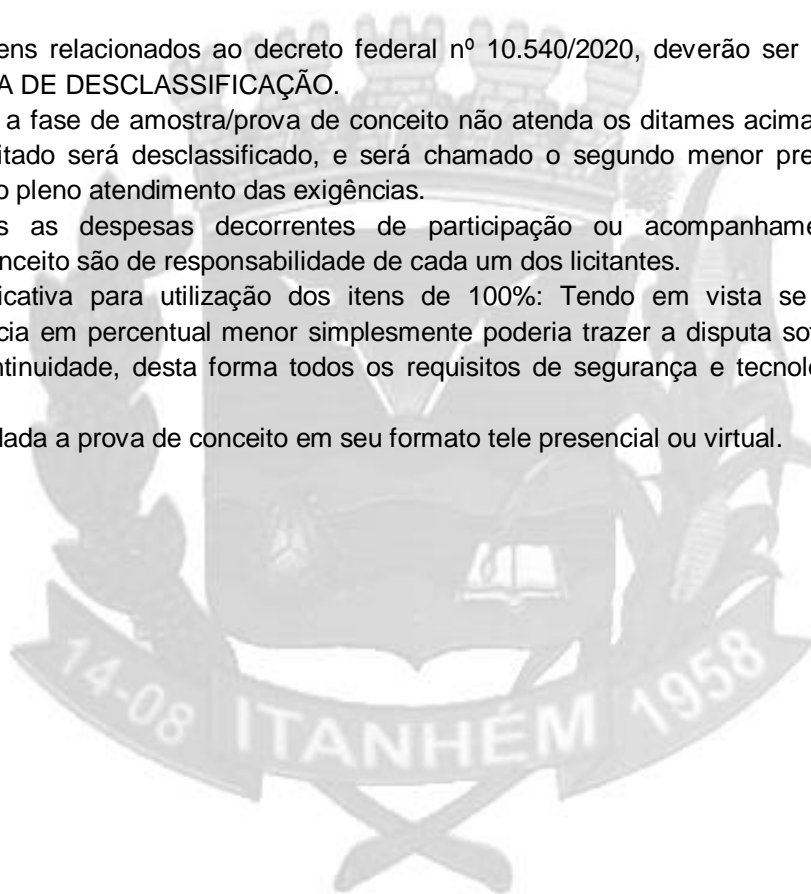 ens relacionados ao decreto federal nº 10.540/2020, deverão ser
A DE DESCLASSIFICAÇÃO.
a fase de amostra/prova de conceito não atenda os ditames acima
itado será desclassificado, e será chamado o segundo menor pre
o pleno atendimento das exigências.
s as despesas decorrentes de participação ou acompanhame
nceito são de responsabilidade de cada um dos licitantes.
icativa para utilização dos itens de 100%: Tendo em vista se
cia em percentual menor simplesmente poderia trazer a disputa so
ntinuidade, desta forma todos os requisitos de segurança e tecnol
lada a prova de conceito em seu formato tele presencial ou virtual.
14-08 ITANHÉM 1958